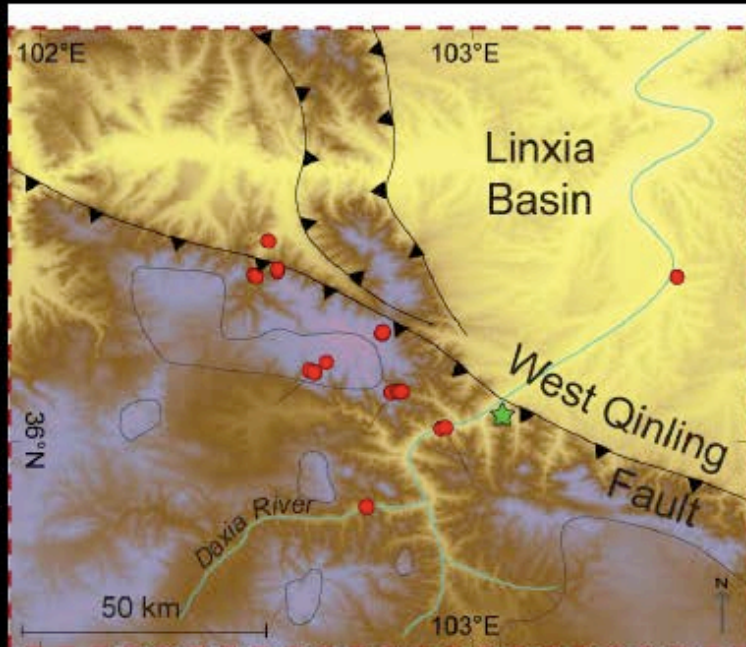 102°E
103°E
Linxia
Basin
West Qinling
Fault
36°N
Daxia River
50 km
103°E
N